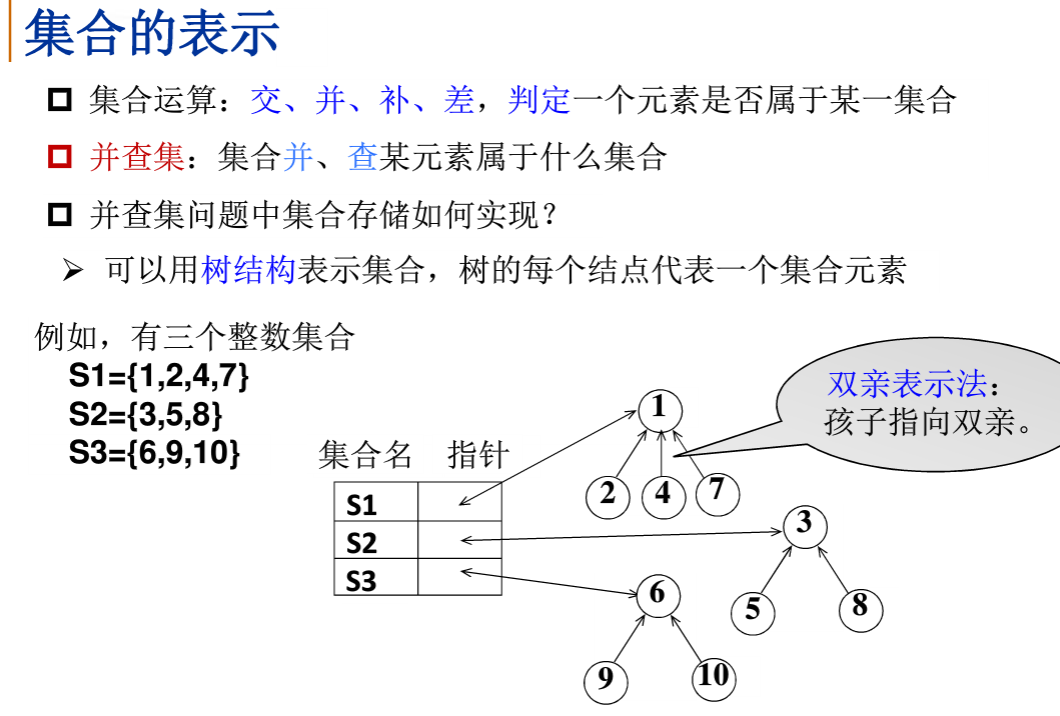 集合的表示
集合运算：交、并、补、差，判定一个元素是否属于某一集合
并查集：集合并、查某元素属于什么集合
并查集问题中集合存储如何实现？
可以用树结构表示集合，树的每个结点代表一个集合元素
例如，有三个整数集合
S1={1,2,4,7}
S2={3,5,8}
S3={6,9,10}
双亲表示法：
孩子指向双亲。
集合名 指针
S1
S2
S3
1
2 4 7
3
5 8
6
9 10